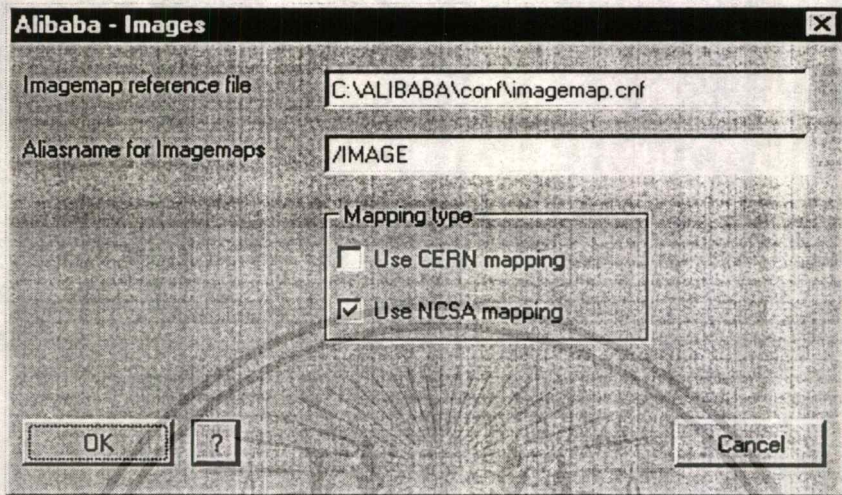 Alibaba - Images
Imagemap reference file
C:\ALIBABA\conf\imagemap.cnf
Aliasname for Imagemaps
/IMAGE
Mapping type
Use CERN mapping
Use NCSA mapping
OK
?
Cancel